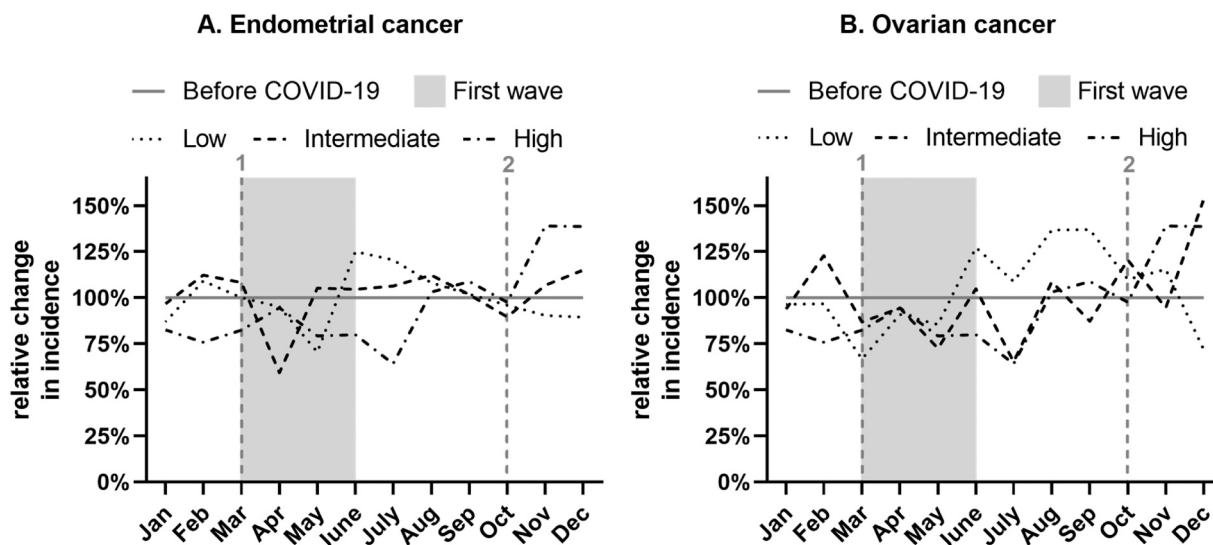 A. Endometrial cancer
Before COVID-19 First wave
Low Intermediate High
1 2
150%
125%
100%
75%
50%
25%
0%
relative change
in incidence
Jan Feb Mar Apr May June July Aug Sep Oct Nov Dec
B. Ovarian cancer
Before COVID-19 First wave
Low Intermediate High
1 2
150%
125%
100%
75%
50%
25%
0%
relative change
in incidence
Jan Feb Mar Apr May June July Aug Sep Oct Nov Dec